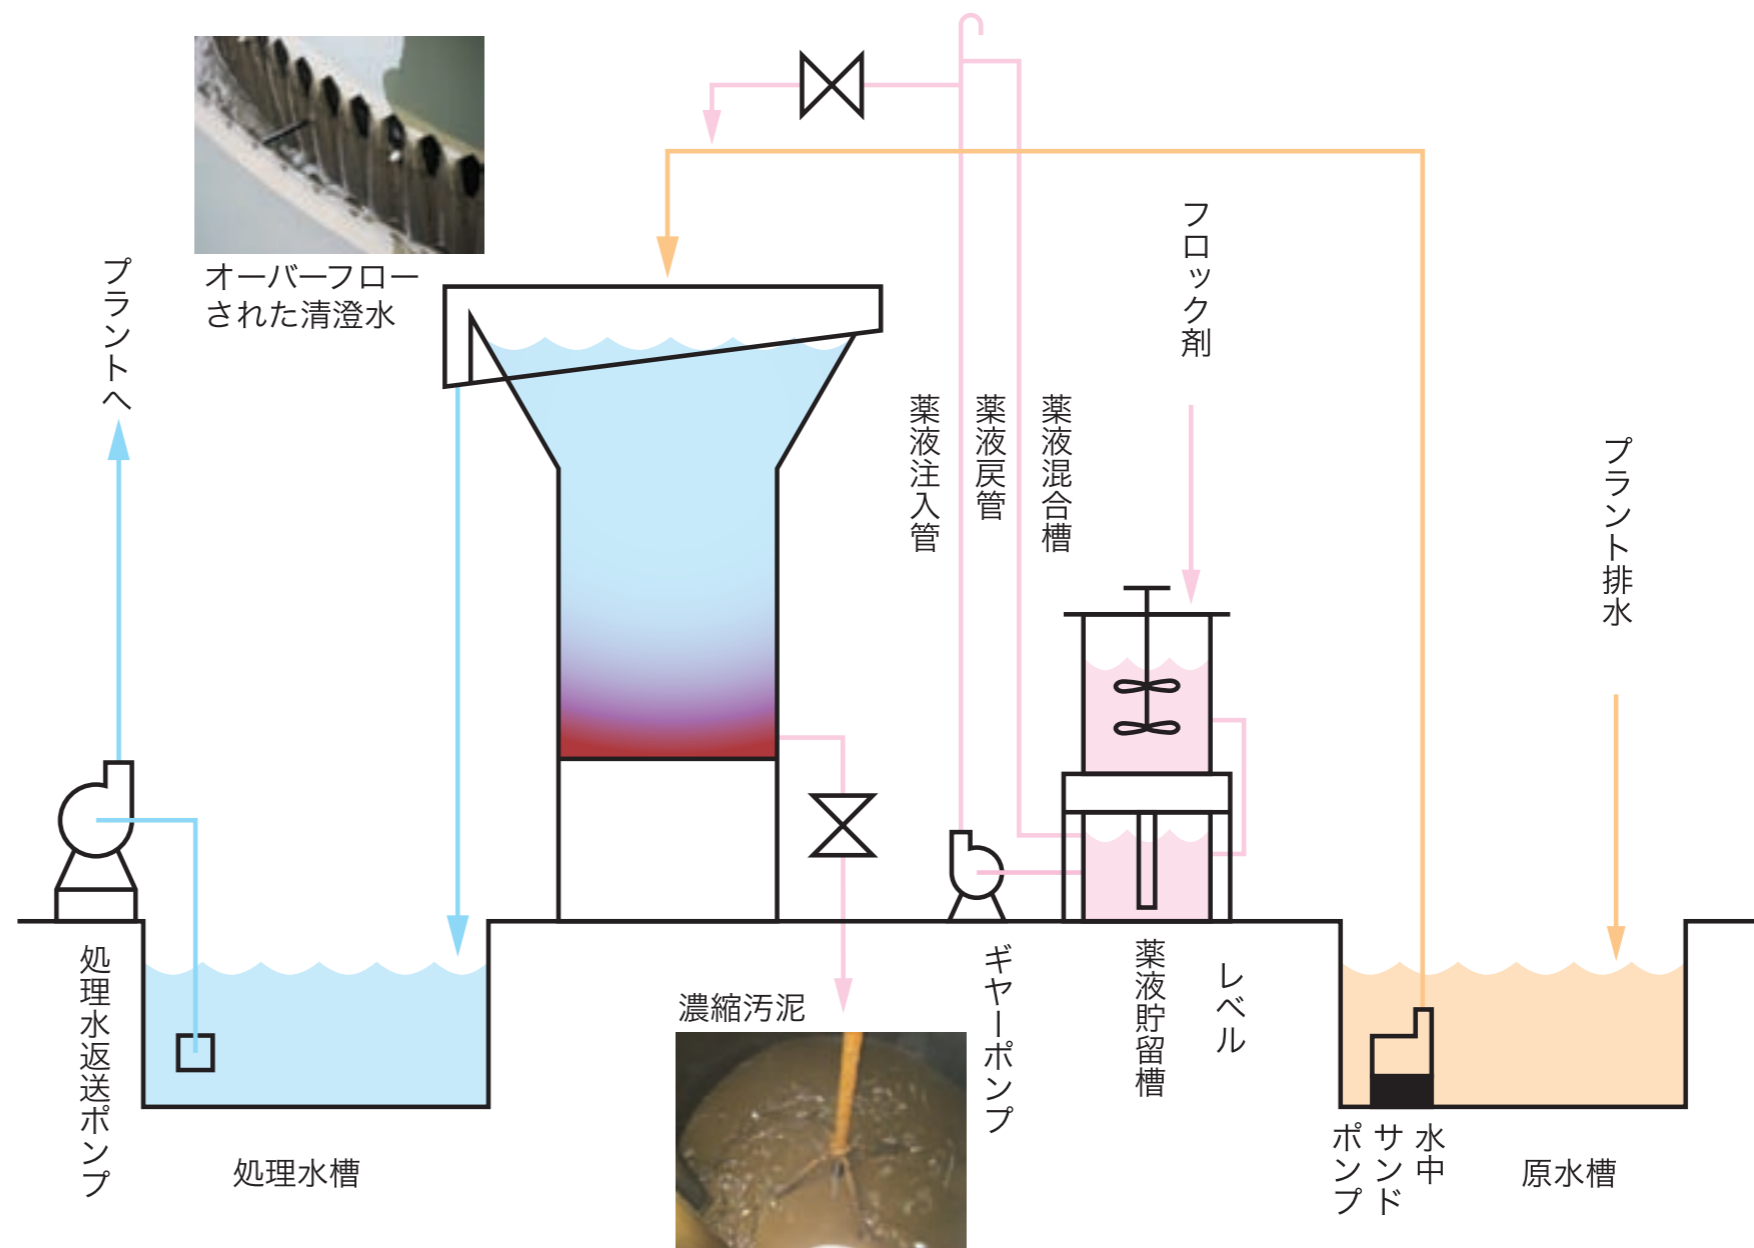 オーバーフロー
された清澄水
プラントへ
フロック剤
薬液注入管
薬液戻管
薬液混合槽
プラント排水
処理水返送ポンプ
処理水槽
濃縮汚泥
ギヤーポンプ
薬液貯留槽
レベル
水中
サンド
ポンプ
原水槽